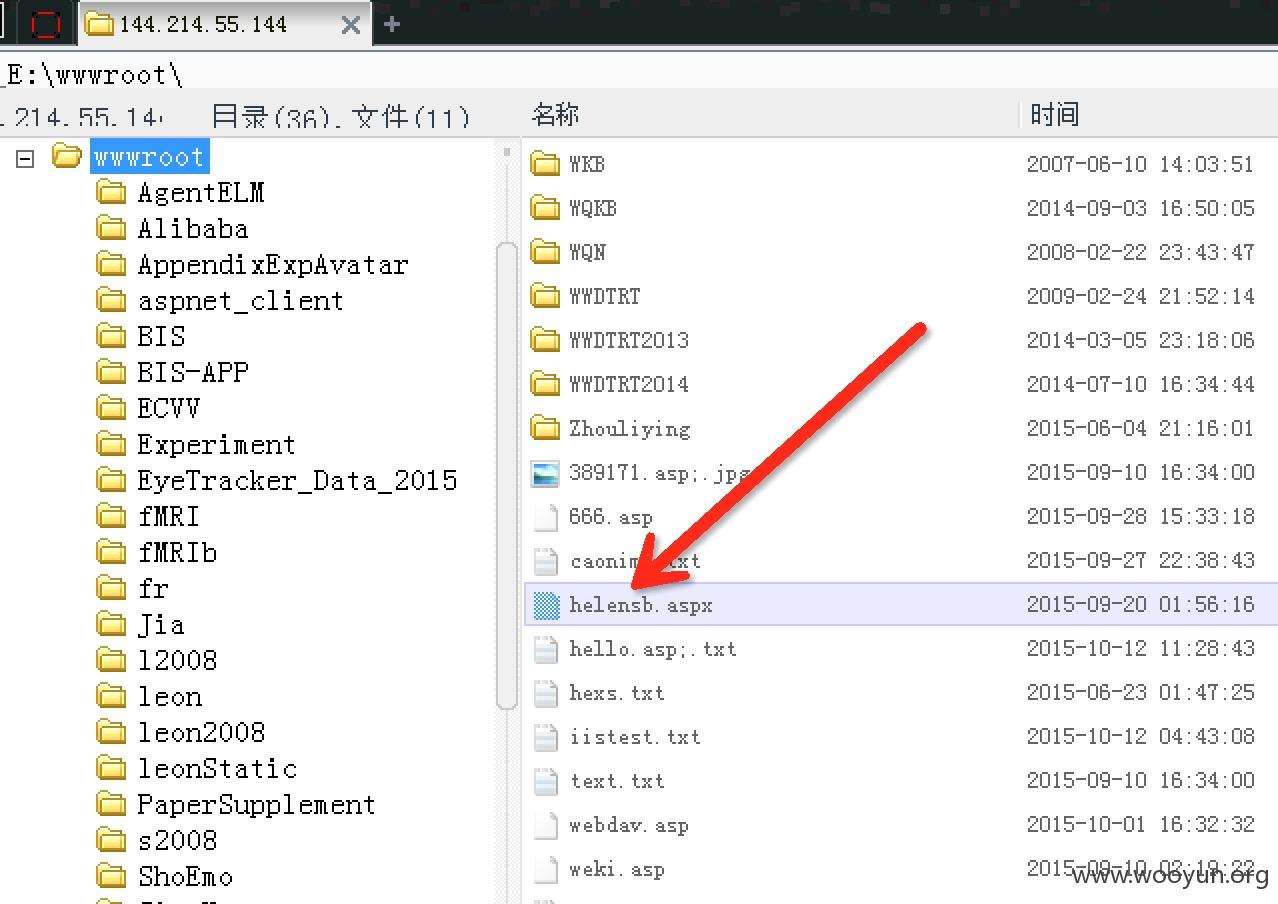 144.214.55.144
E:\wwwroot\
目录(36), 文件(11)
名称 时间
wwwroot
AgentELM
Alibaba
AppendixExpAvatar
aspnet_client
BIS
BIS-APP
ECVV
Experiment
EyeTracker_Data_2015
fMRI
fMRIb
fr
Jia
l2008
leon
leon2008
leonStatic
PaperSupplement
s2008
ShoEmo
WKB 2007-06-10 14:03:51
WQKB 2014-09-03 16:50:05
WQN 2008-02-22 23:43:47
WWDTRT 2009-02-24 21:52:14
WWDTRT2013 2014-03-05 23:18:06
WWDTRT2014 2014-07-10 16:34:44
Zhouliying 2015-06-04 21:16:01
389171.asp;.jpg 2015-09-10 16:34:00
666.asp 2015-09-28 15:33:18
2015-09-27 22:38:43
helensb.aspx 2015-09-20 01:56:16
hello.asp;.txt 2015-10-12 11:28:43
hexs.txt 2015-06-23 01:47:25
iistest.txt 2015-10-12 04:43:08
text.txt 2015-09-10 16:34:00
webdav.asp 2015-10-01 16:32:32
weki.asp 2015-09-10 02:19:22
www.wooyun.org